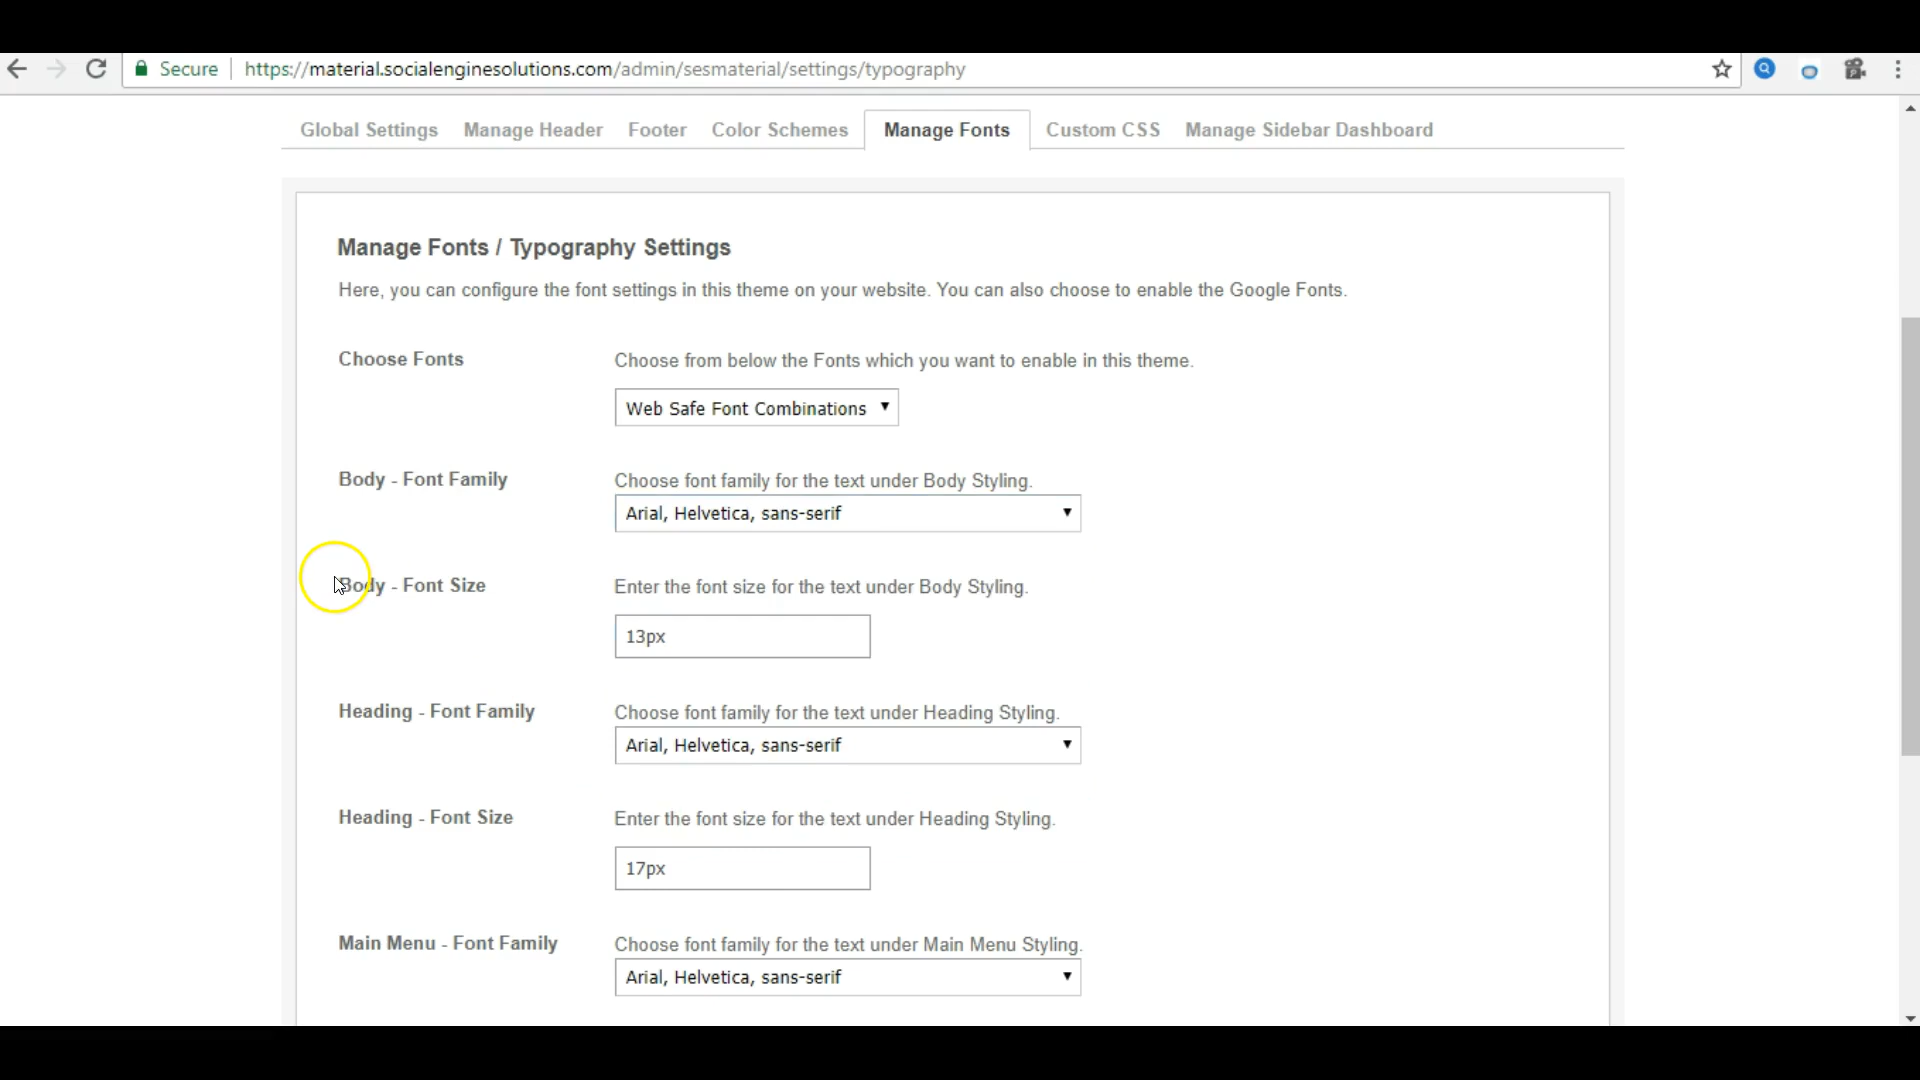 Secure https://material.socialenginesolutions.com/admin/sesmaterial/settings/typography
Global Settings Manage Header Footer Color Schemes Manage Fonts Custom CSS Manage Sidebar Dashboard
Manage Fonts / Typography Settings
Here, you can configure the font settings in this theme on your website. You can also choose to enable the Google Fonts.
Choose Fonts Choose from below the Fonts which you want to enable in this theme.
Web Safe Font Combinations
Body - Font Family Choose font family for the text under Body Styling.
Arial, Helvetica, sans-serif
Body - Font Size Enter the font size for the text under Body Styling.
13px
Heading - Font Family Choose font family for the text under Heading Styling.
Arial, Helvetica, sans-serif
Heading - Font Size Enter the font size for the text under Heading Styling.
17px
Main Menu - Font Family Choose font family for the text under Main Menu Styling.
Arial, Helvetica, sans-serif